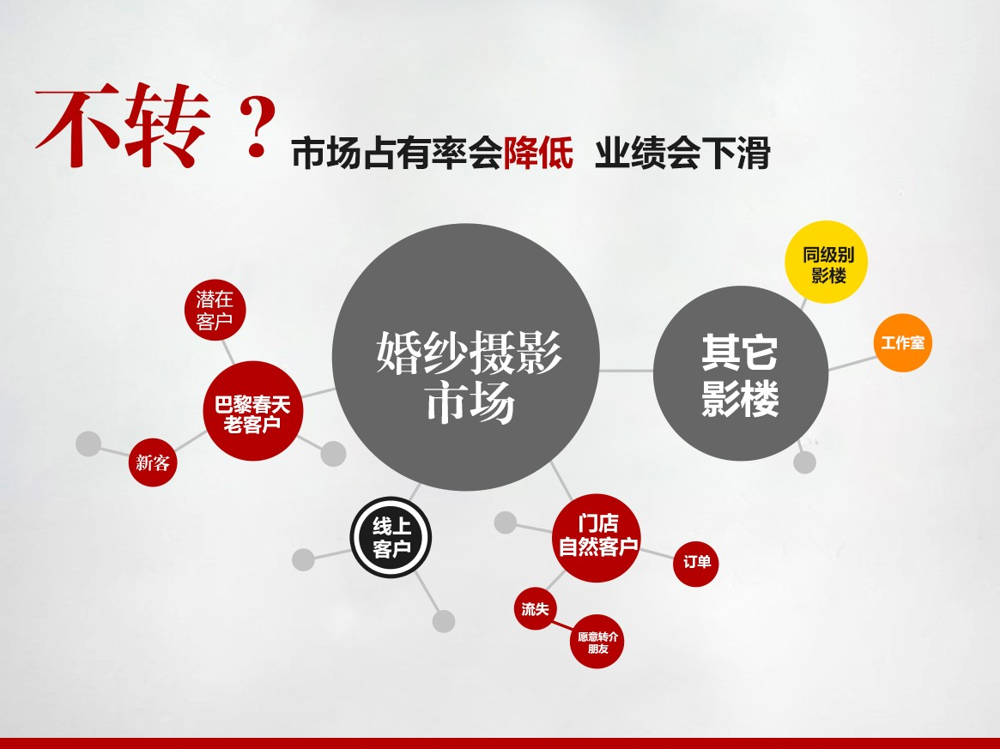 不转？
市场占有率会降低 业绩会下滑
同级别
影楼
潜在
客户
婚纱摄影
市场
其它
影楼
工作室
巴黎春天
老客户
新客
线上
客户
门店
自然客户
订单
流失
愿意转介
朋友